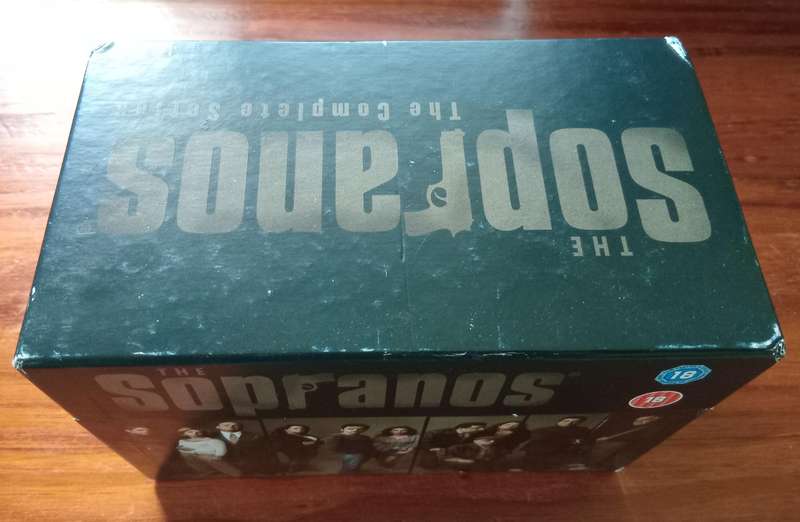 THE
Sopranos
The Complete Series
THE
Sopranos
18
18